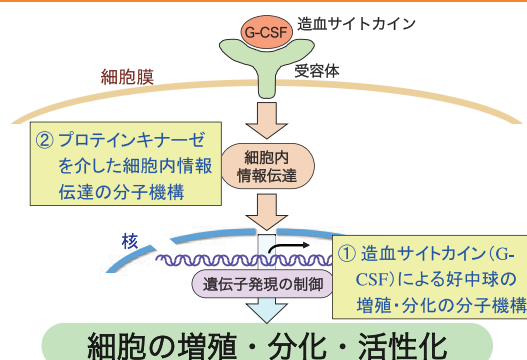 造血サイトカイン
G-CSF
受容体
細胞膜
② プロテインキナーゼ
を介した細胞内情報
伝達の分子機構
細胞内
情報伝達
核
① 造血サイトカイン(G-
CSF)による好中球の
増殖・分化の分子機構
遺伝子発現の制御
細胞の増殖・分化・活性化